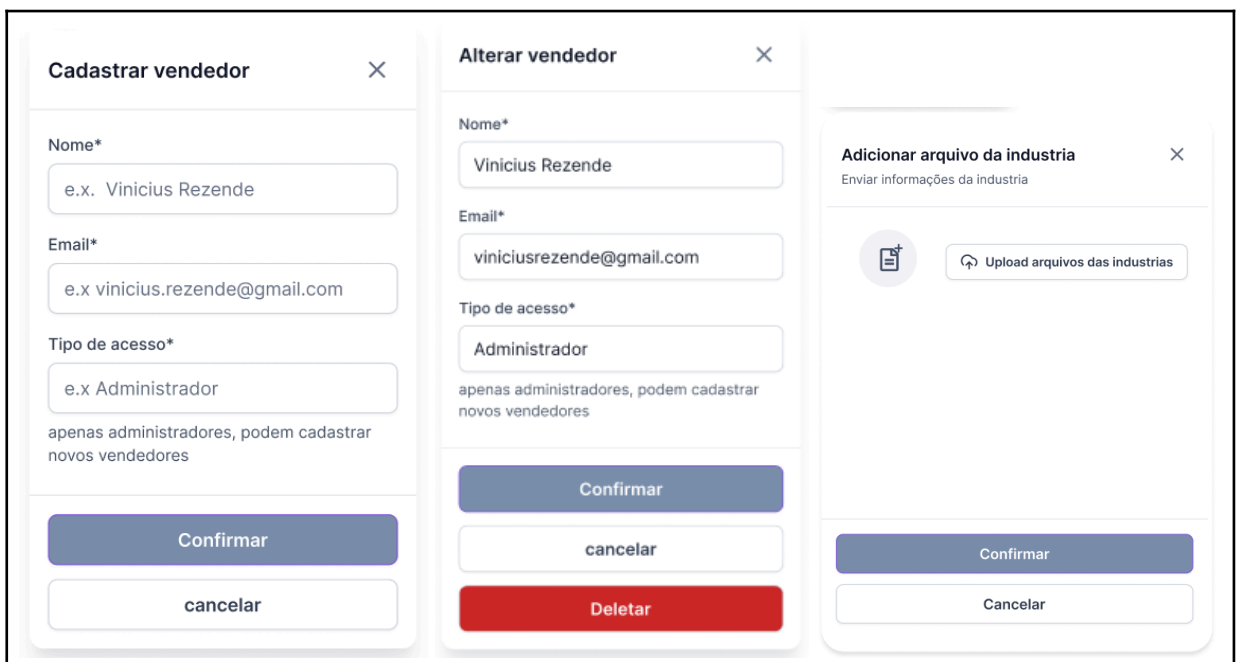 Cadastrar vendedor
Nome*
e.x. Vinicius Rezende
Email*
e.x vinicius.rezende@gmail.com
Tipo de acesso*
e.x Administrador
apenas administradores, podem cadastrar
novos vendedores
Confirmar
cancelar
Alterar vendedor
Nome*
Vinicius Rezende
Email*
viniciusrezende@gmail.com
Tipo de acesso*
Administrador
apenas administradores, podem cadastrar
novos vendedores
Confirmar
cancelar
Deletar
Adicionar arquivo da industria
Enviar informações da industria
Upload arquivos das industrias
Confirmar
Cancelar